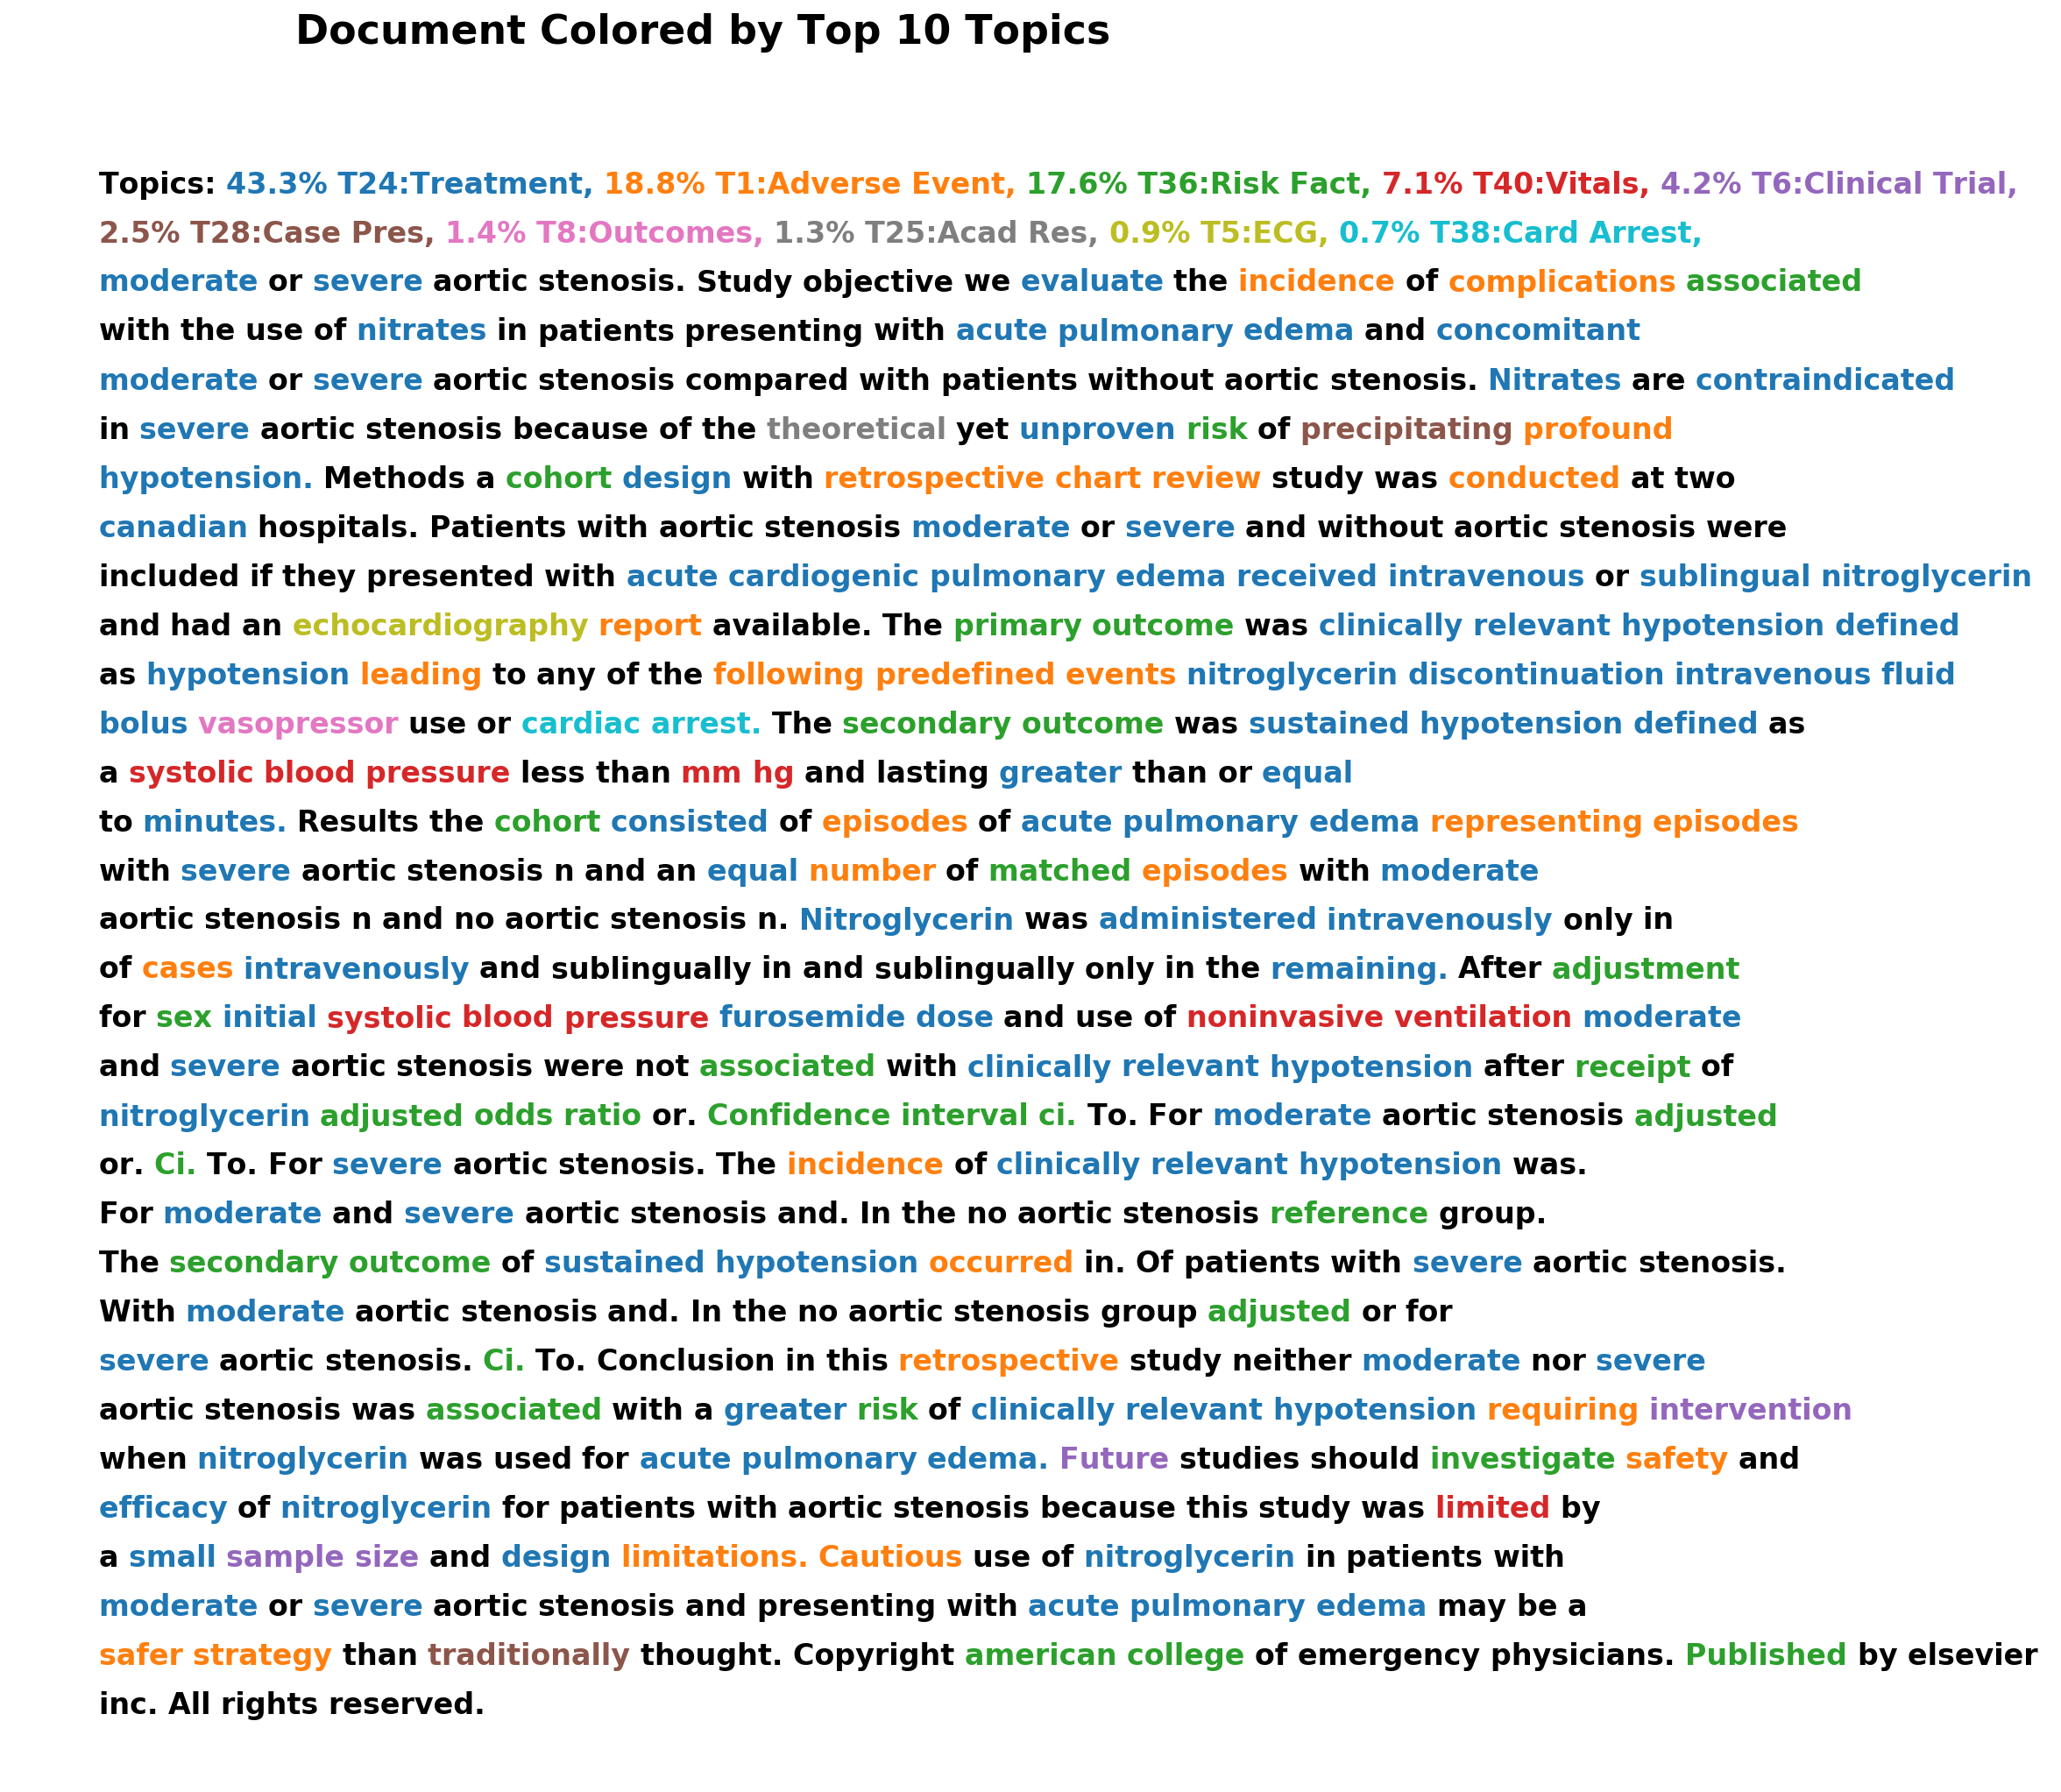 Document Colored by Top 10 Topics
Topics: 43.3% T24:Treatment, 18.8% T1:Adverse Event, 17.6% T36:Risk Fact, 7.1% T40:Vitals, 4.2% T6:Clinical Trial,
2.5% T28:Case Pres, 1.4% T8:Outcomes, 1.3% T25:Acad Res, 0.9% T5:ECG, 0.7% T38:Card Arrest,
moderate or severe aortic stenosis. Study objective we evaluate the incidence of complications associated
with the use of nitrates in patients presenting with acute pulmonary edema and concomitant
moderate or severe aortic stenosis compared with patients without aortic stenosis. Nitrates are contraindicated
in severe aortic stenosis because of the theoretical yet unproven risk of precipitating profound
hypotension. Methods a cohort design with retrospective chart review study was conducted at two
canadian hospitals. Patients with aortic stenosis moderate or severe and without aortic stenosis were
included if they presented with acute cardiogenic pulmonary edema received intravenous or sublingual nitroglycerin
and had an echocardiography report available. The primary outcome was clinically relevant hypotension defined
as hypotension leading to any of the following predefined events nitroglycerin discontinuation intravenous fluid
bolus vasopressor use or cardiac arrest. The secondary outcome was sustained hypotension defined as
a systolic blood pressure less than mm hg and lasting greater than or equal
to minutes. Results the cohort consisted of episodes of acute pulmonary edema representing episodes
with severe aortic stenosis n and an equal number of matched episodes with moderate
aortic stenosis n and no aortic stenosis n. Nitroglycerin was administered intravenously only in
of cases intravenously and sublingually in and sublingually only in the remaining. After adjustment
for sex initial systolic blood pressure furosemide dose and use of noninvasive ventilation moderate
and severe aortic stenosis were not associated with clinically relevant hypotension after receipt of
nitroglycerin adjusted odds ratio or. Confidence interval ci. To. For moderate aortic stenosis adjusted
or. Ci. To. For severe aortic stenosis. The incidence of clinically relevant hypotension was.
For moderate and severe aortic stenosis and. In the no aortic stenosis reference group.
The secondary outcome of sustained hypotension occurred in. Of patients with severe aortic stenosis.
With moderate aortic stenosis and. In the no aortic stenosis group adjusted or for
severe aortic stenosis. Ci. To. Conclusion in this retrospective study neither moderate nor severe
aortic stenosis was associated with a greater risk of clinically relevant hypotension requiring intervention
when nitroglycerin was used for acute pulmonary edema. Future studies should investigate safety and
efficacy of nitroglycerin for patients with aortic stenosis because this study was limited by
a small sample size and design limitations. Cautious use of nitroglycerin in patients with
moderate or severe aortic stenosis and presenting with acute pulmonary edema may be a
safer strategy than traditionally thought. Copyright american college of emergency physicians. Published by elsevier
inc. All rights reserved.